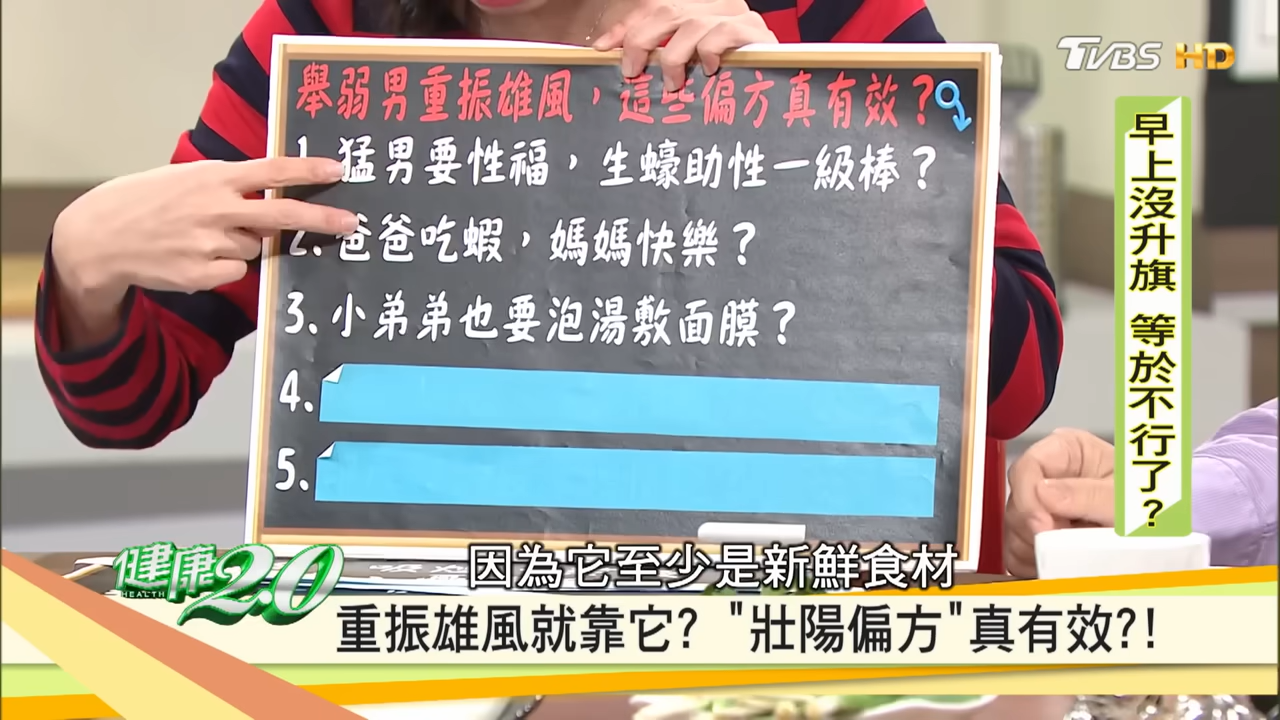 TVBS HD
舉弱男重振雄風，這些偏方真有效？
1.猛男要性福，生蠔助性一級棒？
2.爸爸吃蝦，媽媽快樂？
3.小弟弟也要泡湯敷面膜？
4.
5.
早上沒升旗 等於不行了？
因為它至少是新鮮食材
健康2.0
HEALTH
重振雄風就靠它? "壯陽偏方"真有效?!